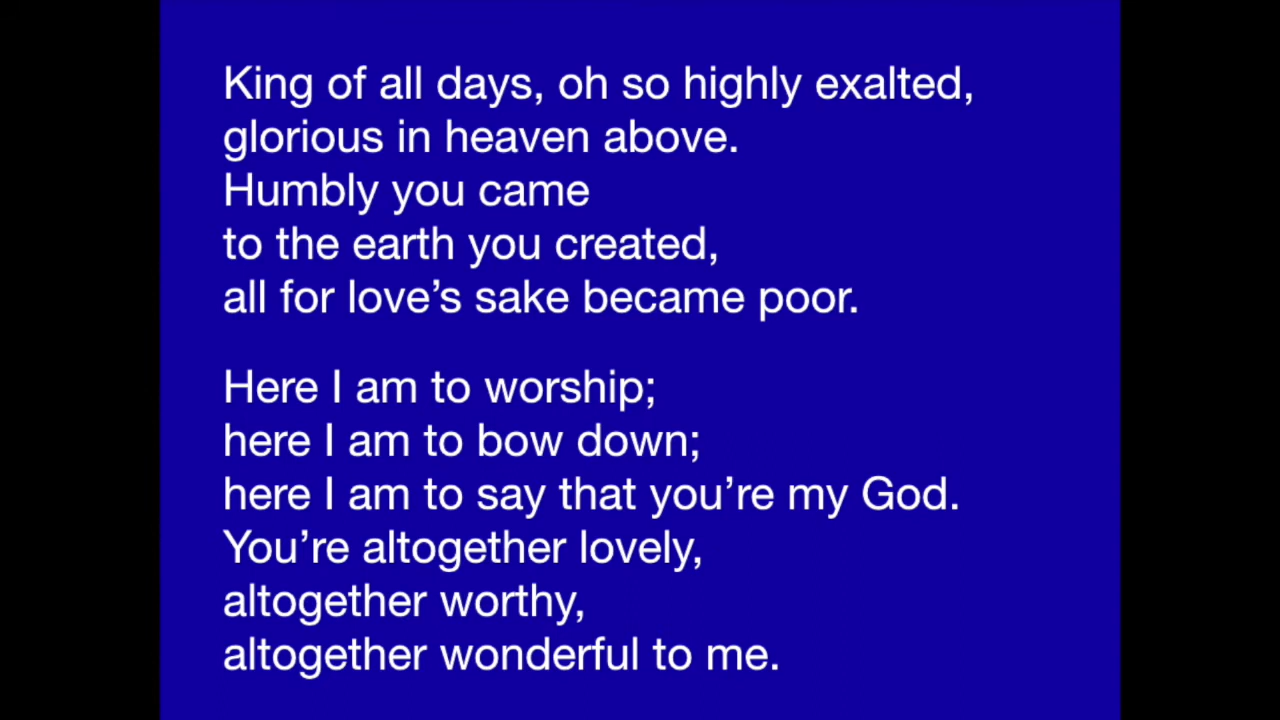 King of all days, oh so highly exalted,
glorious in heaven above.
Humbly you came
to the earth you created,
all for love’s sake became poor.
Here I am to worship;
here I am to bow down;
here I am to say that you’re my God.
You’re altogether lovely,
altogether worthy,
altogether wonderful to me.